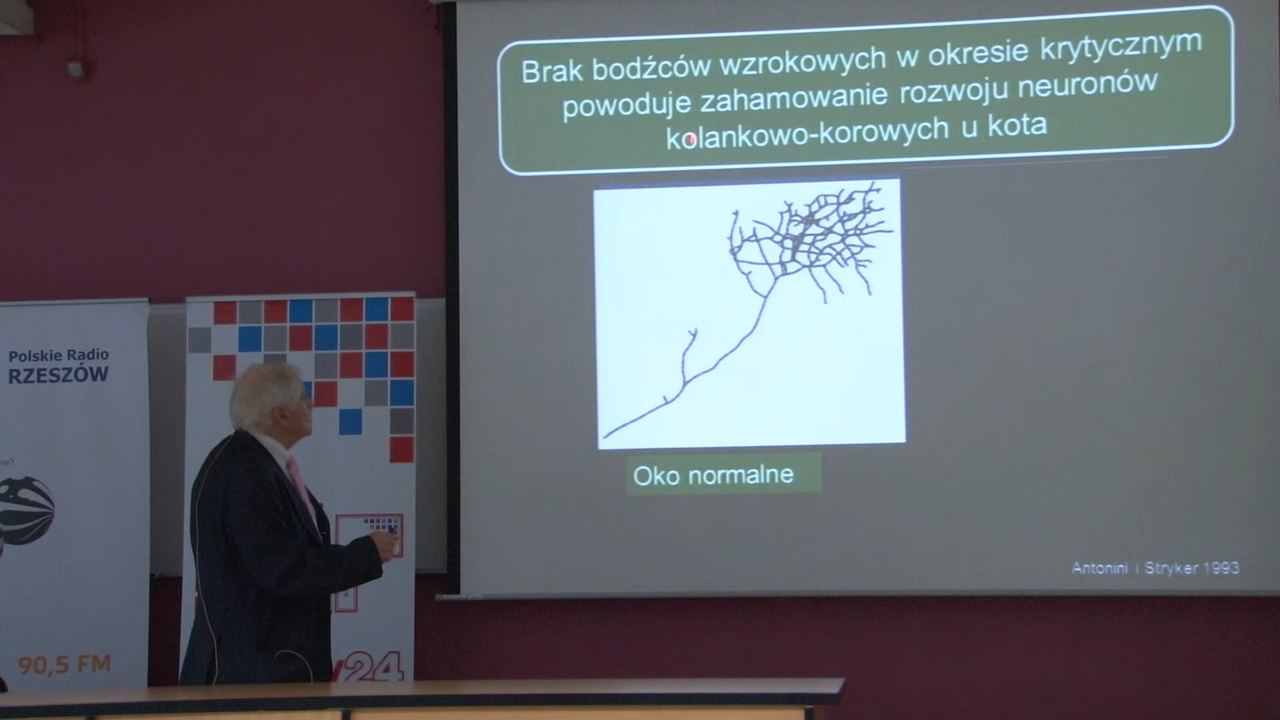 Brak bodźców wzrokowych w okresie krytycznym
powoduje zahamowanie rozwoju neuronów
kolankowo-korowych u kota
Oko normalne
Antonini i Stryker 1993
Polskie Radio
RZESZÓW
90,5 FM
24